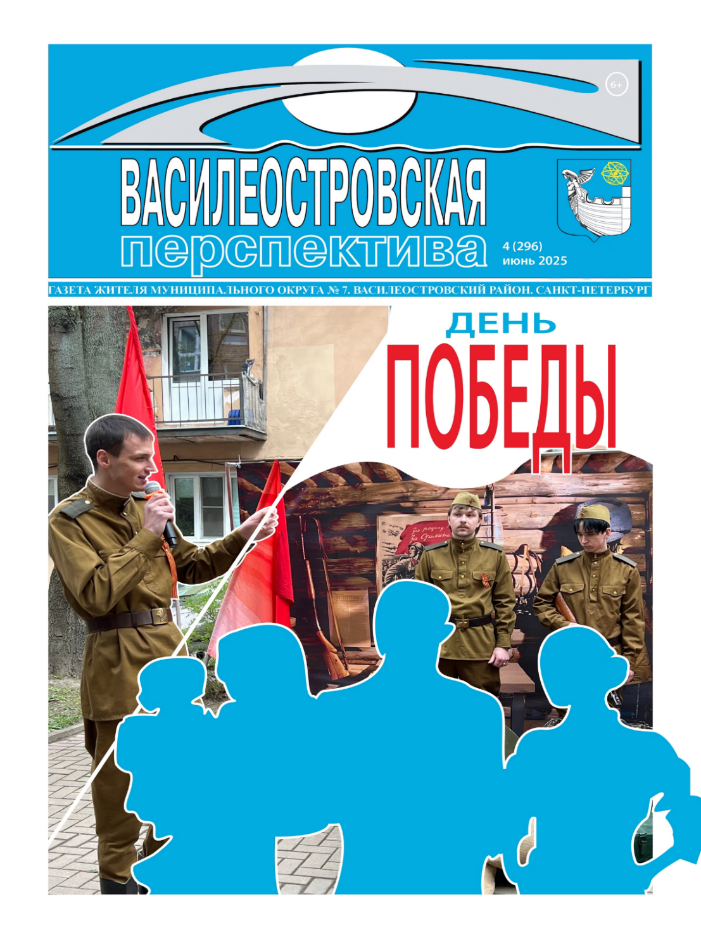 6+
ВАСИЛЕОСТРОВСКАЯ
перспектива
4 (296)
июнь 2025
ГАЗЕТА ЖИТЕЛЯ МУНИЦИПАЛЬНОГО ОКРУГА № 7. ВАСИЛЕОСТРОВСКИЙ РАЙОН. САНКТ-ПЕТЕРБУРГ
ДЕНЬ
ПОБЕДЫ